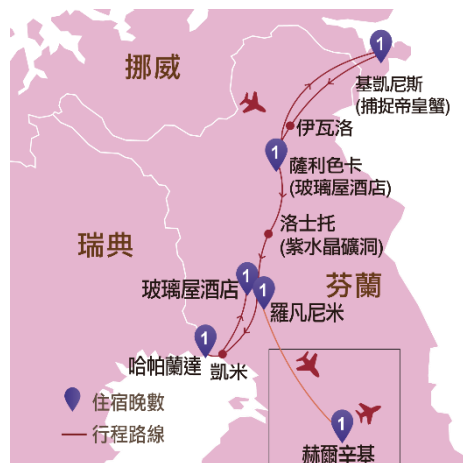 挪威
1
基凱尼斯
(捕捉帝皇蟹)
伊瓦洛
1
薩利色卡
(玻璃屋酒店)
瑞典
洛士托
(紫水晶礦洞)
芬蘭
玻璃屋酒店
1
1
羅凡尼米
1
哈帕蘭達
凱米
住宿晚數
行程路線
1
赫爾辛基